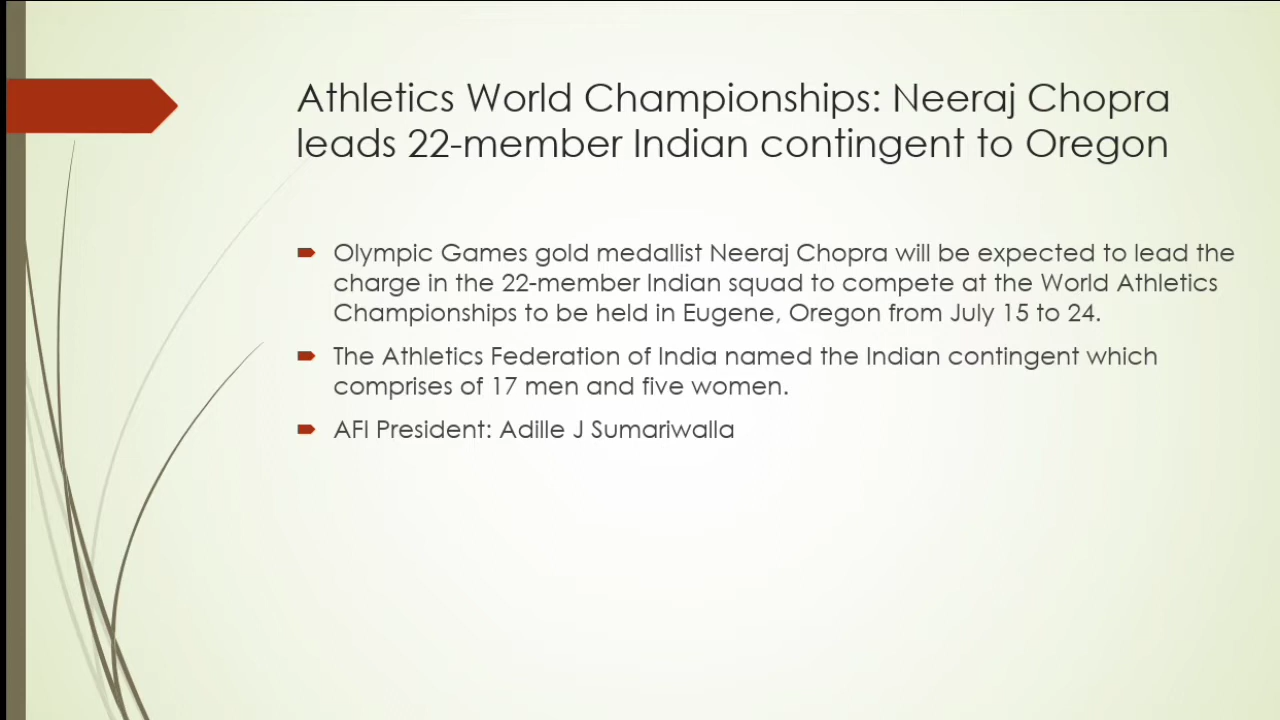 Athletics World Championships: Neeraj Chopra
leads 22-member Indian contingent to Oregon
Olympic Games gold medallist Neeraj Chopra will be expected to lead the
charge in the 22-member Indian squad to compete at the World Athletics
Championships to be held in Eugene, Oregon from July 15 to 24.
The Athletics Federation of India named the Indian contingent which
comprises of 17 men and five women.
AFI President: Adille J Sumariwalla